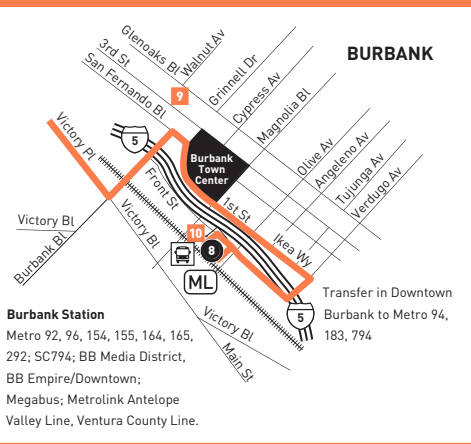 BURBANK
Glenoaks Bl
Walnut Av
3rd St
Grinnell Dr
San Fernando Bl
Cypress Av
9
Magnolia Bl
Victory Pl
5
Burbank
Town
Center
Olive Av
Angeleno Av
Tujunga Av
Verdugo Av
Front St
1st St
Victory Bl
Burbank Bl
Victory Bl
10
8
Ikea Wy
ML
Transfer in Downtown
Burbank to Metro 94,
183, 794
5
Victory Bl
Main St
Burbank Station
Metro 92, 96, 154, 155, 164, 165,
292; SC794; BB Media District,
BB Empire/Downtown;
Megabus; Metrolink Antelope
Valley Line, Ventura County Line.